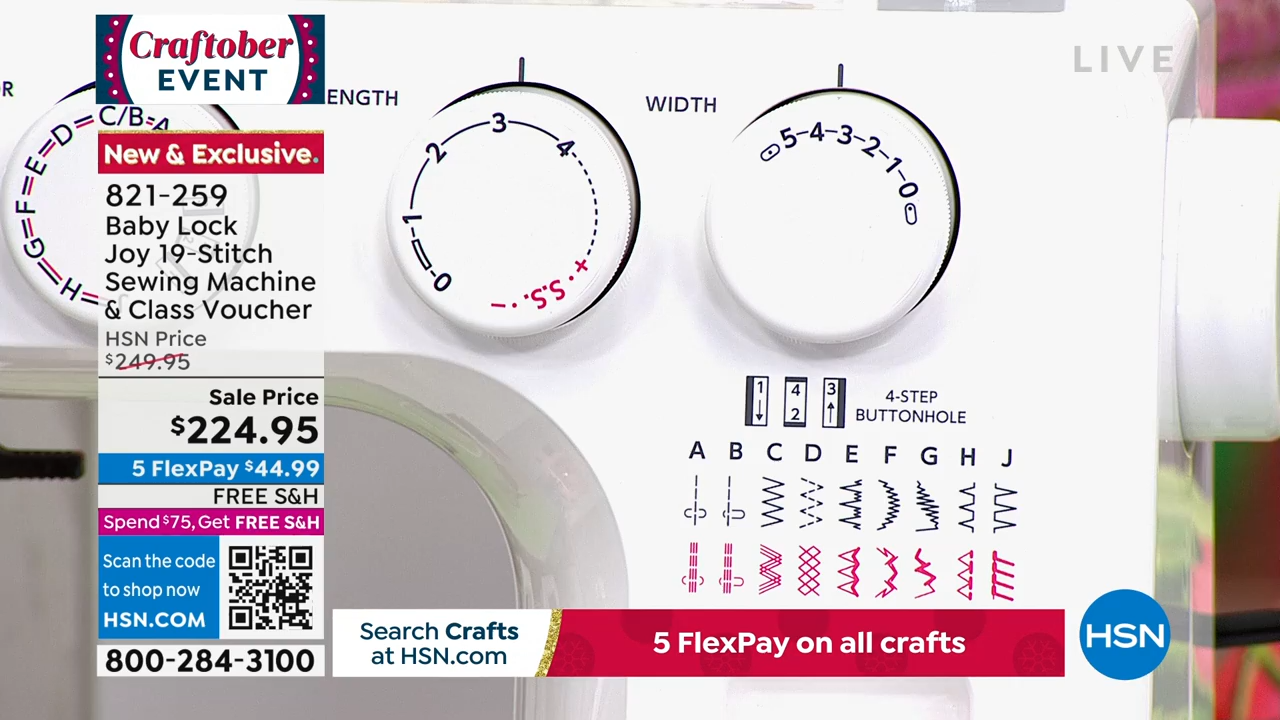 Craftober
EVENT
LIVE
R
ENGTH
WIDTH
C/B-A
D
E
F
G
H
J
0 1 2 3 4
+ S.S. -
5-4-3-2-1-0
New & Exclusive.
821-259
Baby Lock
Joy 19-Stitch
Sewing Machine
& Class Voucher
HSN Price
$249.95
Sale Price
$224.95
5 FlexPay $44.99
FREE S&H
Spend $75, Get FREE S&H
Scan the code
to shop now
HSN.COM
800-284-3100
1 4 2 3
4-STEP
BUTTONHOLE
A B C D E F G H J
Search Crafts
at HSN.com
5 FlexPay on all crafts
HSN